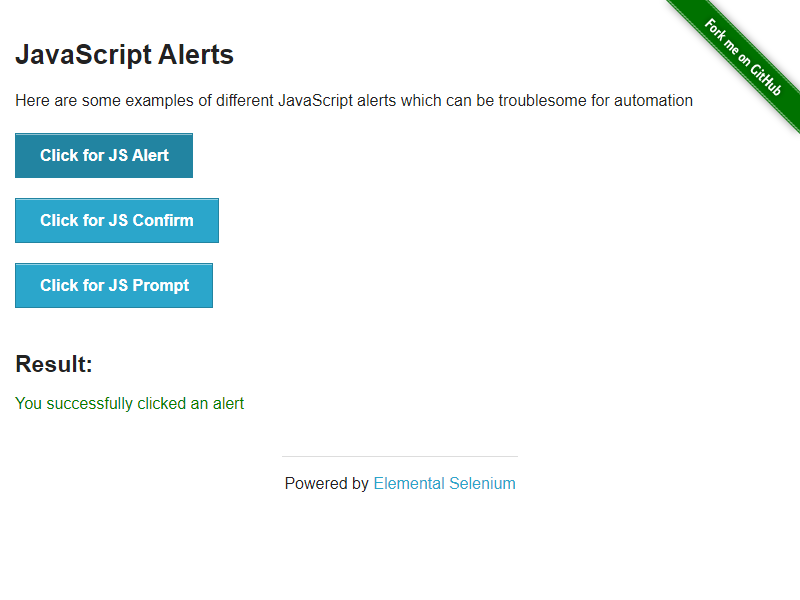 Fork me on GitHub
JavaScript Alerts
Here are some examples of different JavaScript alerts which can be troublesome for automation
Click for JS Alert
Click for JS Confirm
Click for JS Prompt
Result:
You successfully clicked an alert
Powered by Elemental Selenium